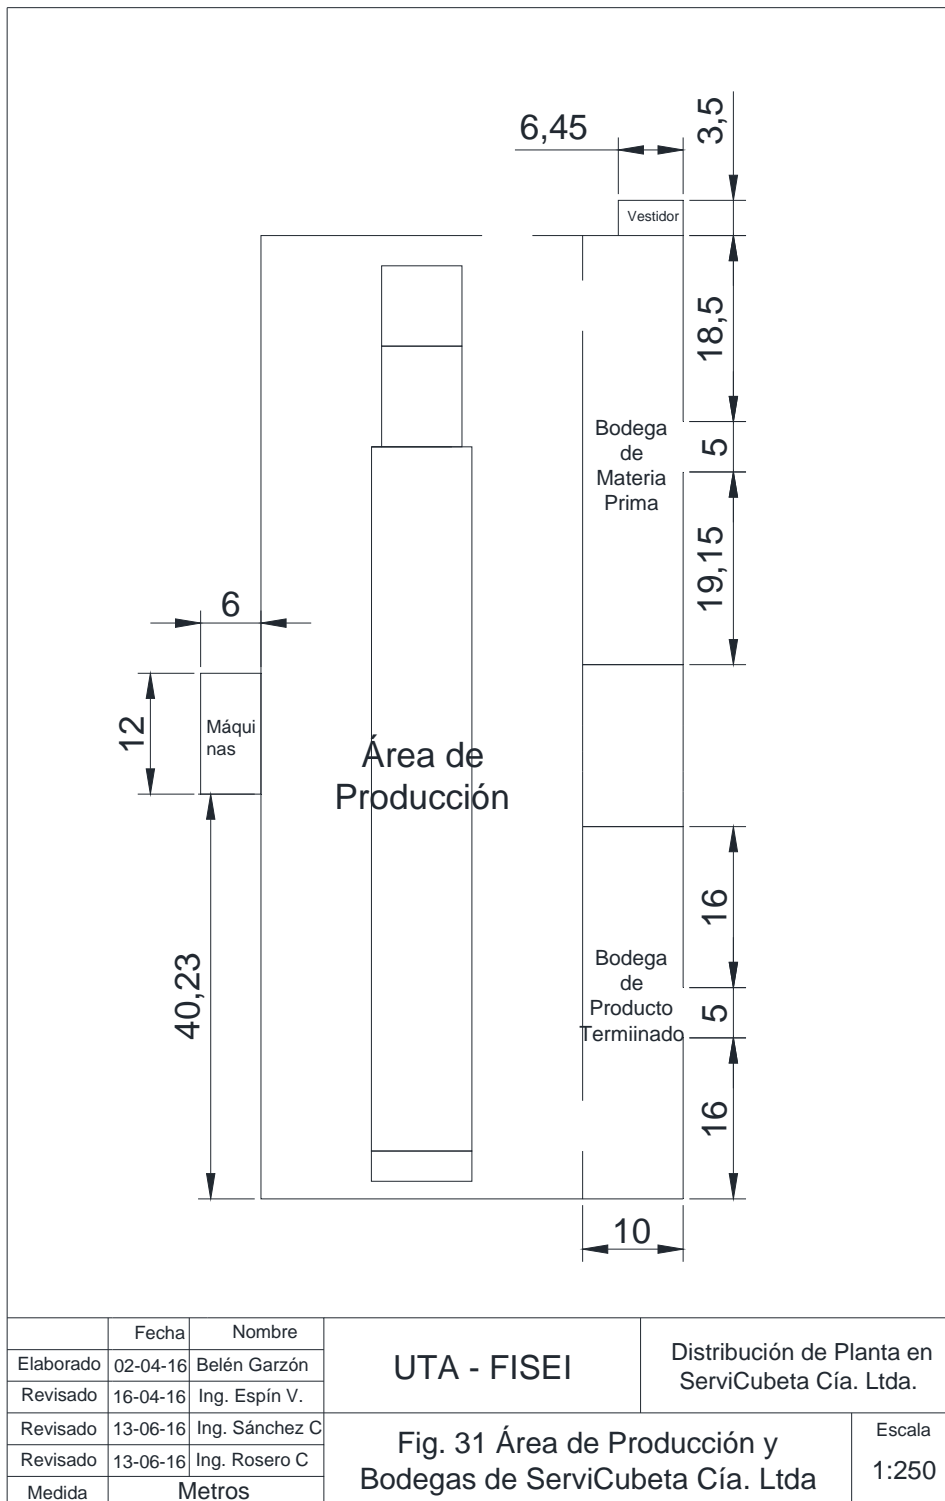 6,45
3,5
Vestidor
18,5
Bodega
de
Materia
Prima
5
19,15
6
12
Máqui
nas
Área de
Producción
40,23
16
Bodega
de
Producto
Termiinado
5
16
10
Fecha Nombre
Elaborado 02-04-16 Belén Garzón
Revisado 16-04-16 Ing. Espín V.
Revisado 13-06-16 Ing. Sánchez C
Revisado 13-06-16 Ing. Rosero C
Medida Metros
UTA - FISEI
Distribución de Planta en
ServiCubeta Cía. Ltda.
Fig. 31 Área de Producción y
Bodegas de ServiCubeta Cía. Ltda
Escala
1:250